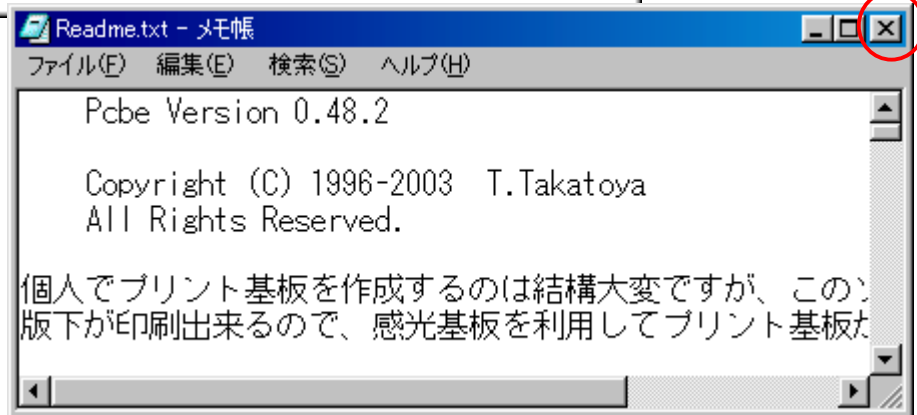 Readme.txt - メモ帳
ファイル(F) 編集(E) 検索(S) ヘルプ(H)
Pcbe Version 0.48.2
Copyright (C) 1996-2003 T.Takatoya
All Rights Reserved.
個人でプリント基板を作成するのは結構大変ですが、この
版下が印刷出来るので、感光基板を利用してプリント基板